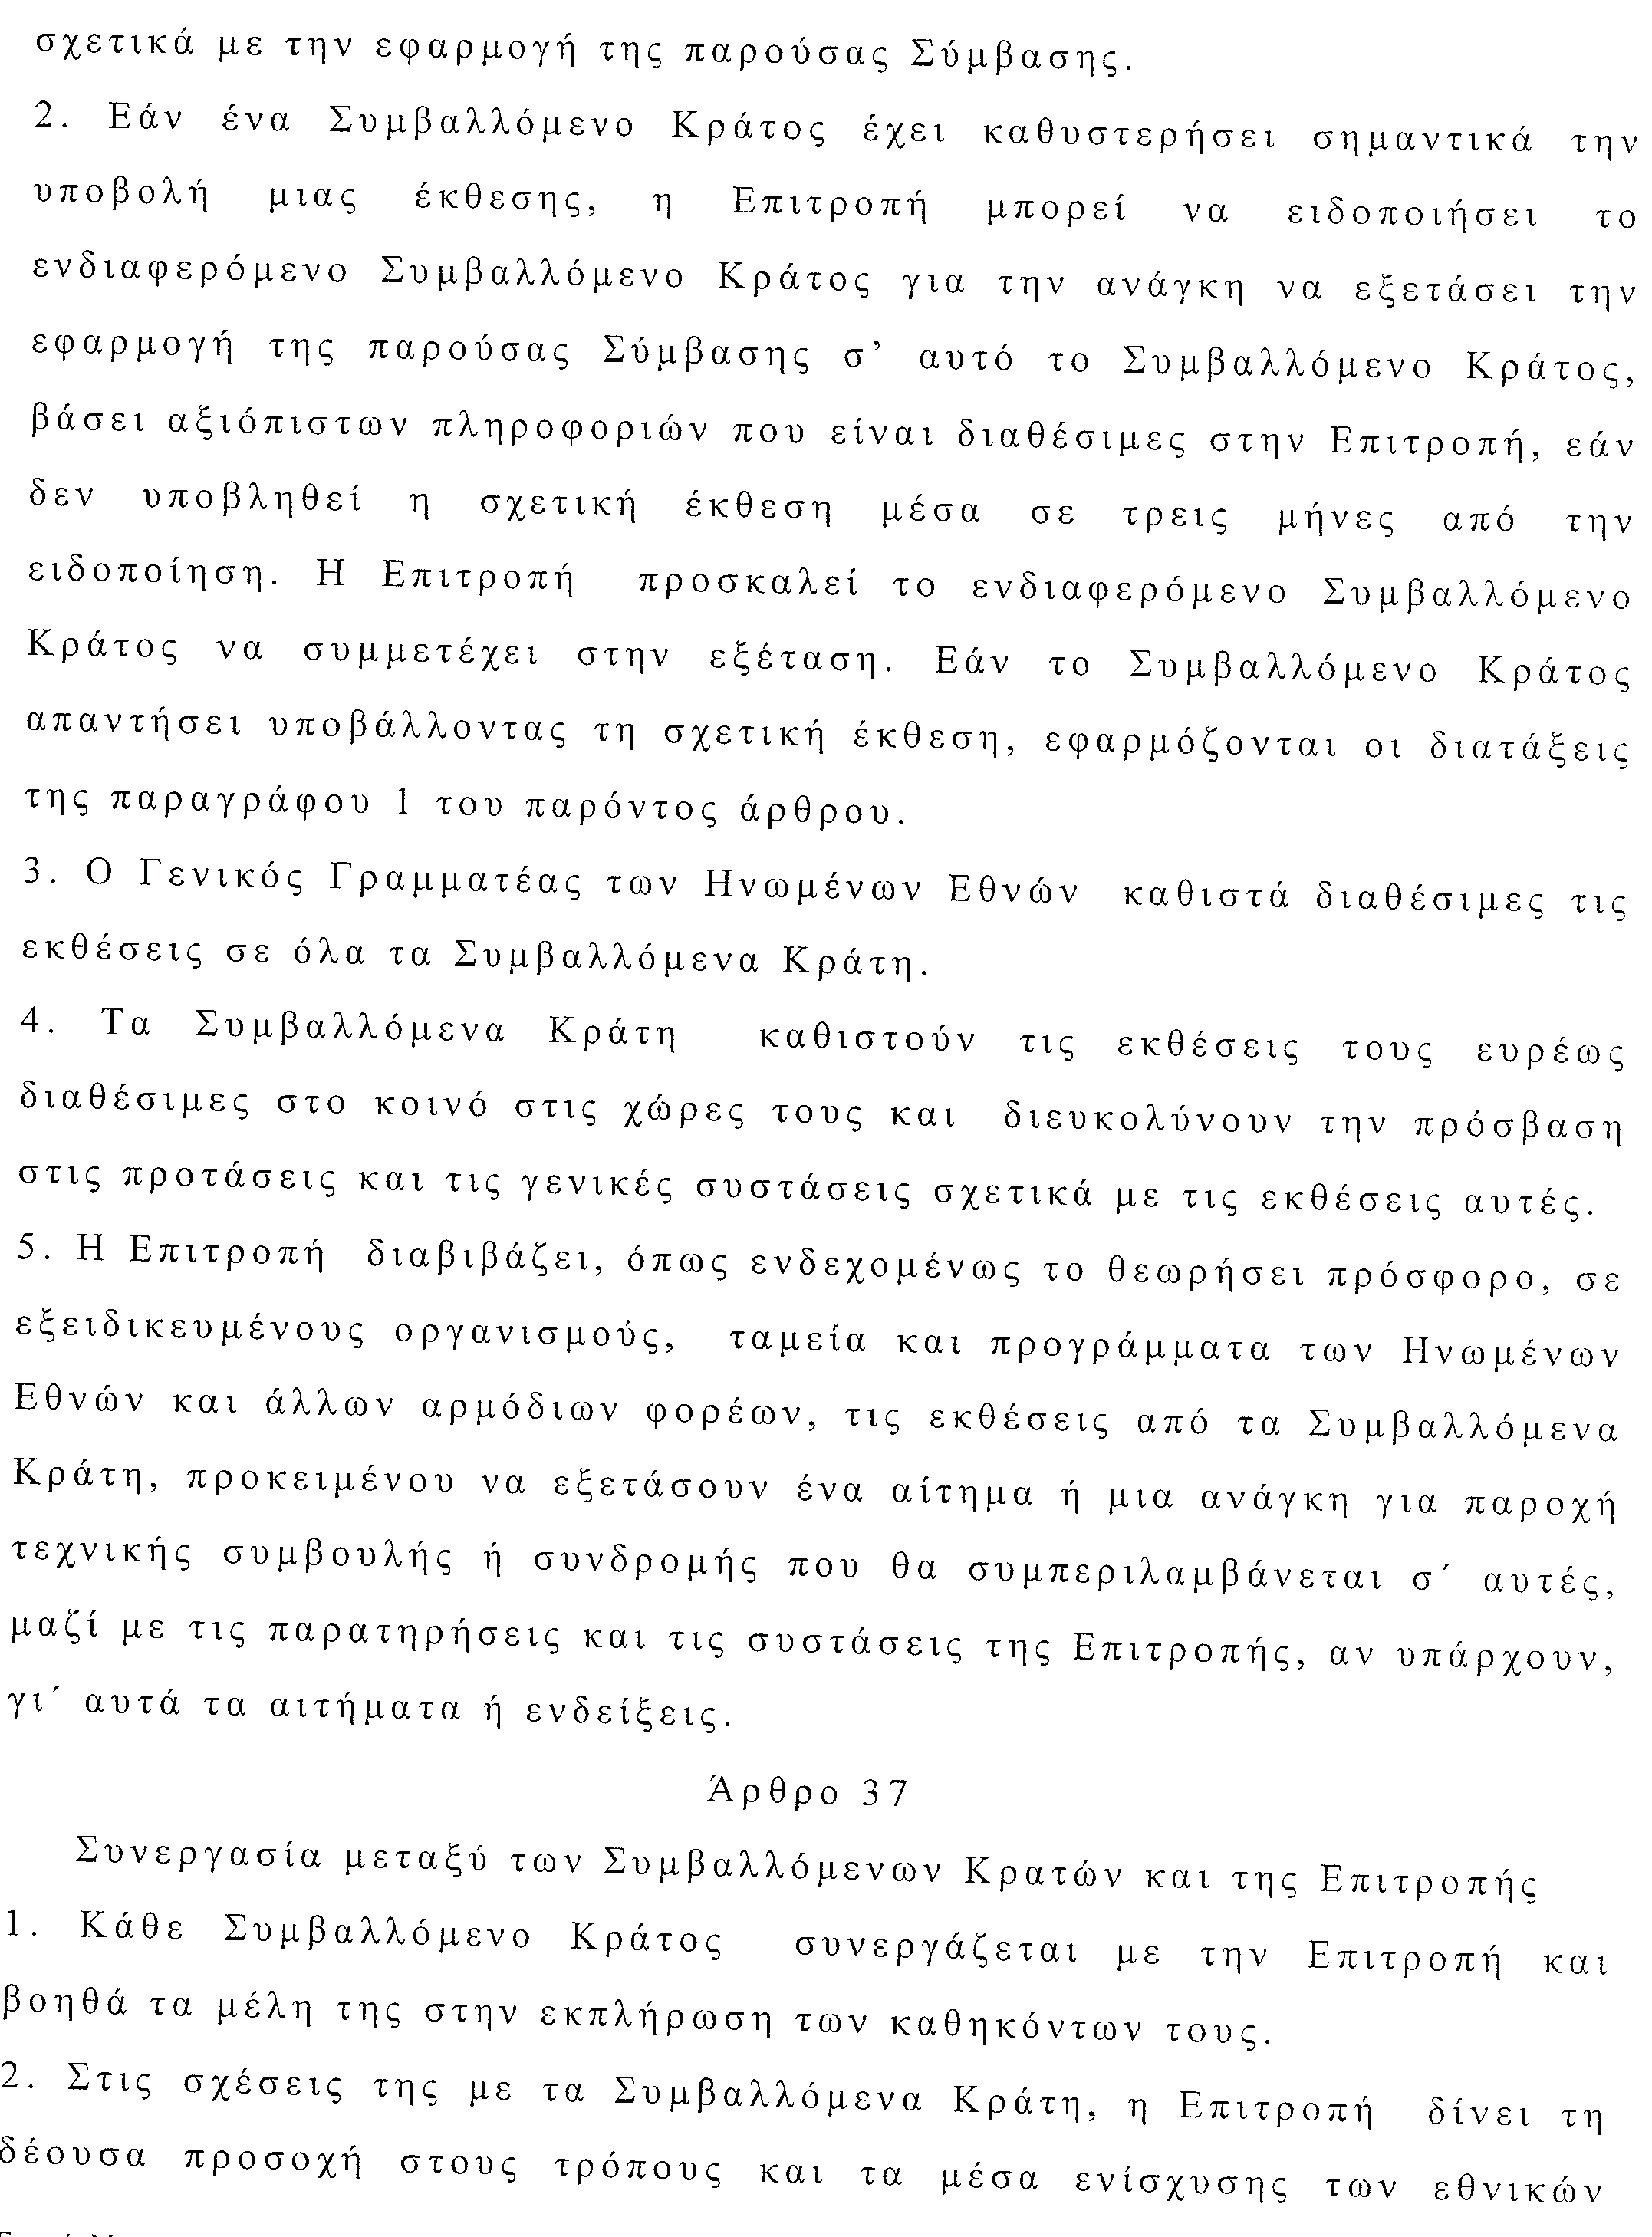 σχετικά με την εφαρμογή της παρούσας Σύμβασης.
2. Εάν ένα Συμβαλλόμενο Κράτος έχει καθυστερήσει σημαντικά την
υποβολή μιας έκθεσης, η Επιτροπή μπορεί να ειδοποιήσει το
ενδιαφερόμενο Συμβαλλόμενο Κράτος για την ανάγκη να εξετάσει την
εφαρμογή της παρούσας Σύμβασης σ’ αυτό το Συμβαλλόμενο Κράτος,
βάσει αξιόπιστων πληροφοριών που είναι διαθέσιμες στην Επιτροπή, εάν
δεν υποβληθεί η σχετική έκθεση μέσα σε τρεις μήνες από την
ειδοποίηση. Η Επιτροπή προσκαλεί το ενδιαφερόμενο Συμβαλλόμενο
Κράτος να συμμετέχει στην εξέταση. Εάν το Συμβαλλόμενο Κράτος
απαντήσει υποβάλλοντας τη σχετική έκθεση, εφαρμόζονται οι διατάξεις
της παραγράφου 1 του παρόντος άρθρου.
3. Ο Γενικός Γραμματέας των Ηνωμένων Εθνών καθιστά διαθέσιμες τις
εκθέσεις σε όλα τα Συμβαλλόμενα Κράτη.
4. Τα Συμβαλλόμενα Κράτη καθιστούν τις εκθέσεις τους ευρέως
διαθέσιμες στο κοινό στις χώρες τους και διευκολύνουν την πρόσβαση
στις προτάσεις και τις γενικές συστάσεις σχετικά με τις εκθέσεις αυτές.
5. Η Επιτροπή διαβιβάζει, όπως ενδεχομένως το θεωρήσει πρόσφορο, σε
εξειδικευμένους οργανισμούς, ταμεία και προγράμματα των Ηνωμένων
Εθνών και άλλων αρμόδιων φορέων, τις εκθέσεις από τα Συμβαλλόμενα
Κράτη, προκειμένου να εξετάσουν ένα αίτημα ή μια ανάγκη για παροχή
τεχνικής συμβουλής ή συνδρομής που θα συμπεριλαμβάνεται σ΄ αυτές,
μαζί με τις παρατηρήσεις και τις συστάσεις της Επιτροπής, αν υπάρχουν,
γι΄ αυτά τα αιτήματα ή ενδείξεις.
Άρθρο 37
Συνεργασία μεταξύ των Συμβαλλόμενων Κρατών και της Επιτροπής
1. Κάθε Συμβαλλόμενο Κράτος συνεργάζεται με την Επιτροπή και
βοηθά τα μέλη της στην εκπλήρωση των καθηκόντων τους.
2. Στις σχέσεις της με τα Συμβαλλόμενα Κράτη, η Επιτροπή δίνει τη
δέουσα προσοχή στους τρόπους και τα μέσα ενίσχυσης των εθνικών